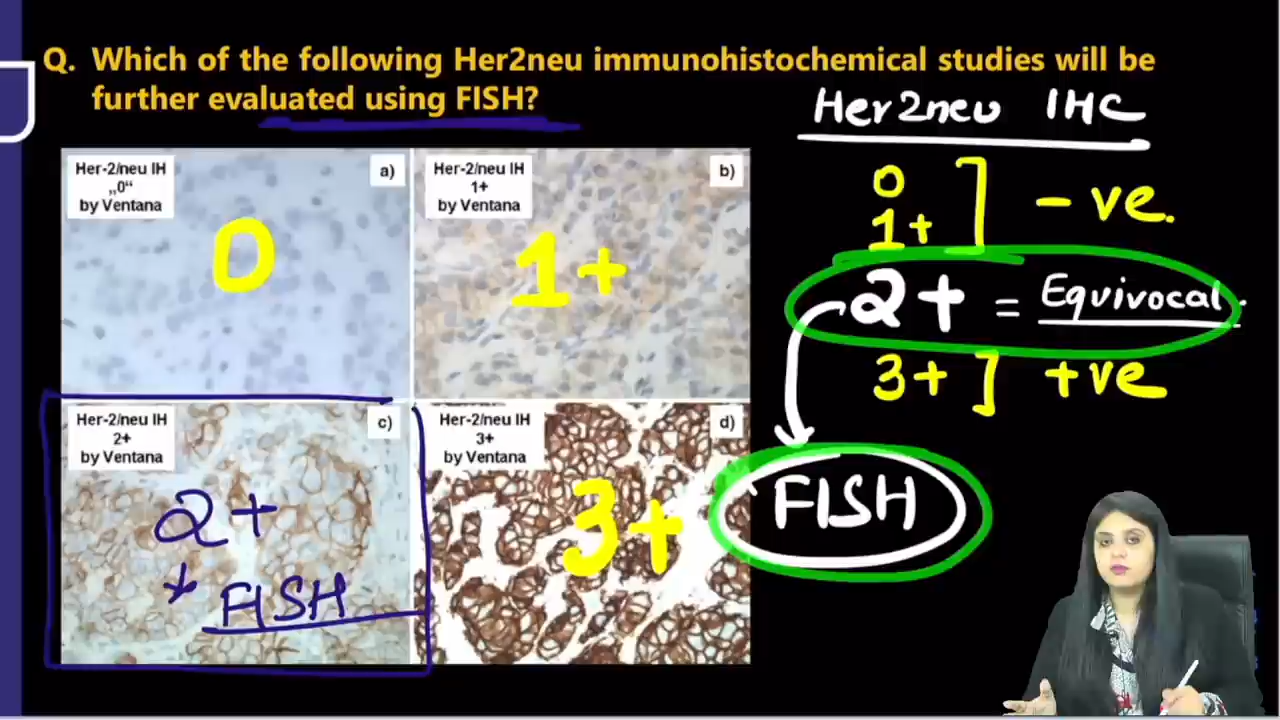 Q. Which of the following Her2neu immunohistochemical studies will be
further evaluated using FISH?
Her2neu IHC
0
1+ ] - ve.
2+ = Equivocal.
3+ ] +ve
FISH
Her-2/neu IH
„0“
by Ventana
a)
0
Her-2/neu IH
1+
by Ventana
b)
1+
Her-2/neu IH
2+
by Ventana
c)
2+
FISH
Her-2/neu IH
3+
by Ventana
d)
3+